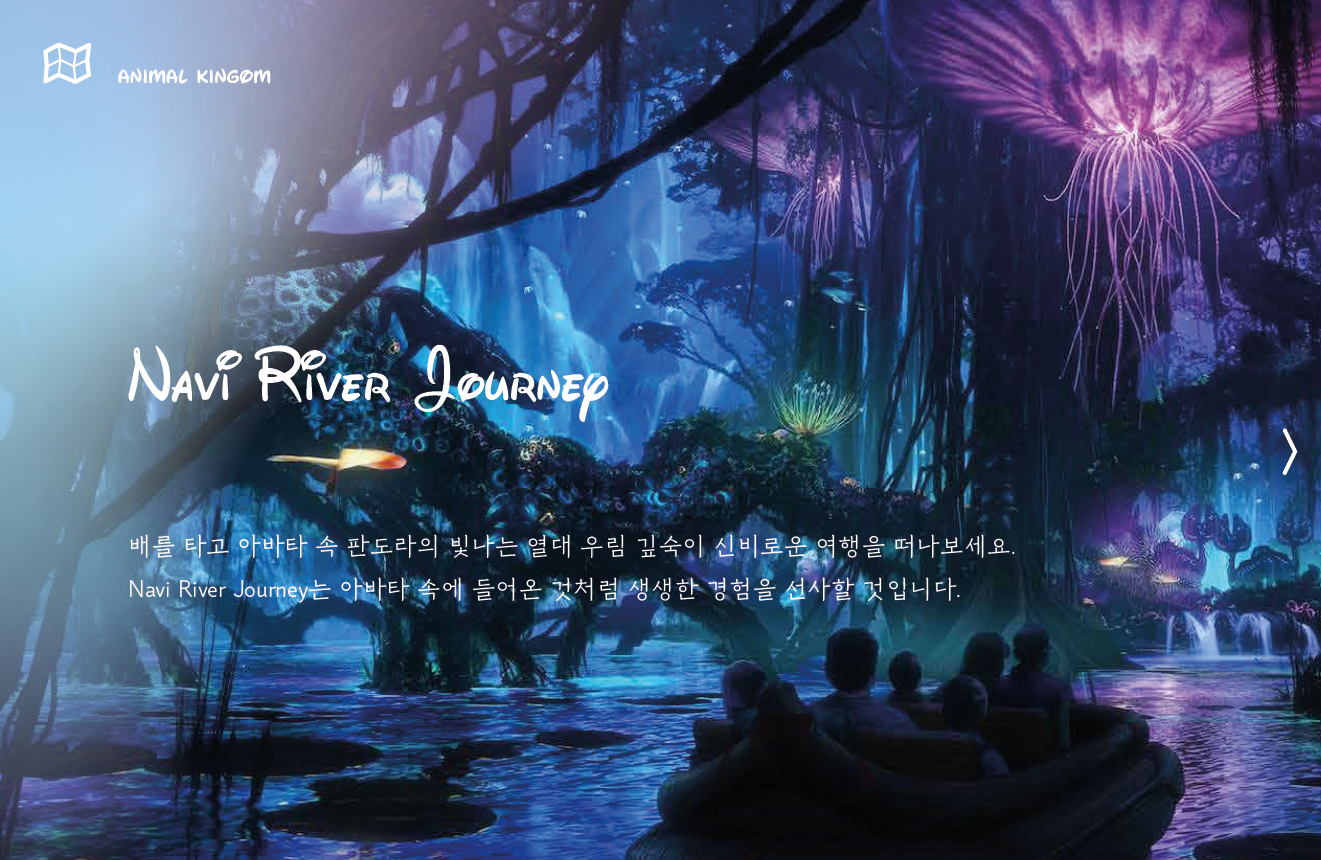 ANIMAL KINGOM
NAVI RIVER JOURNEY
배를 타고 아바타 속 판도라의 빛나는 열대 우림 깊숙이 신비로운 여행을 떠나보세요.
Navi River Journey는 아바타 속에 들어온 것처럼 생생한 경험을 선사할 것입니다.